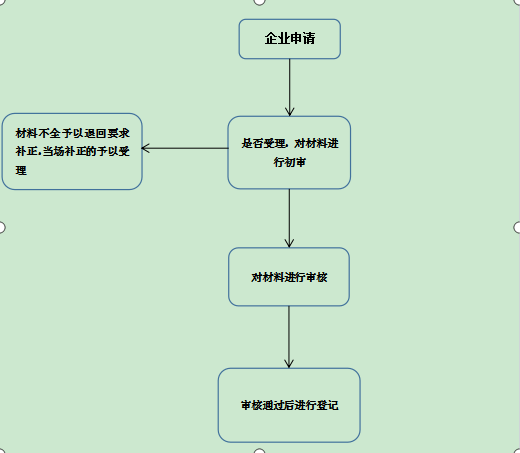 企业申请
材料不全予以退回要求
补正,当场补正的予以受
理
是否受理，对材料进
行初审
对材料进行审核
审核通过后进行登记